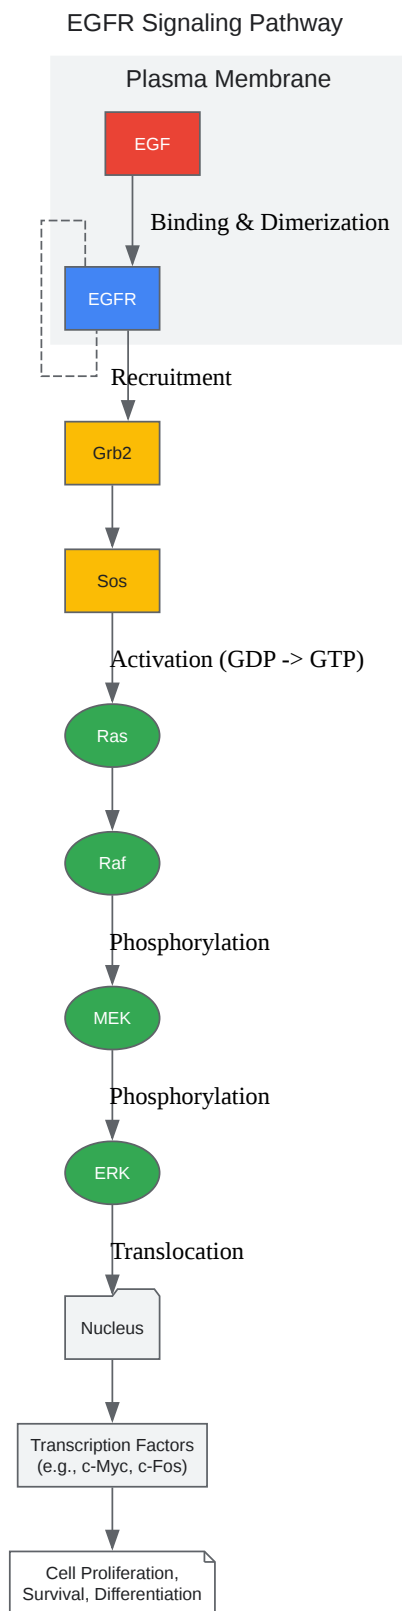 EGFR Signaling Pathway
Plasma Membrane
EGF
Binding & Dimerization
EGFR
Recruitment
Grb2
Sos
Activation (GDP -> GTP)
Ras
Raf
Phosphorylation
MEK
Phosphorylation
ERK
Translocation
Nucleus
Transcription Factors
(e.g., c-Myc, c-Fos)
Cell Proliferation,
Survival, Differentiation